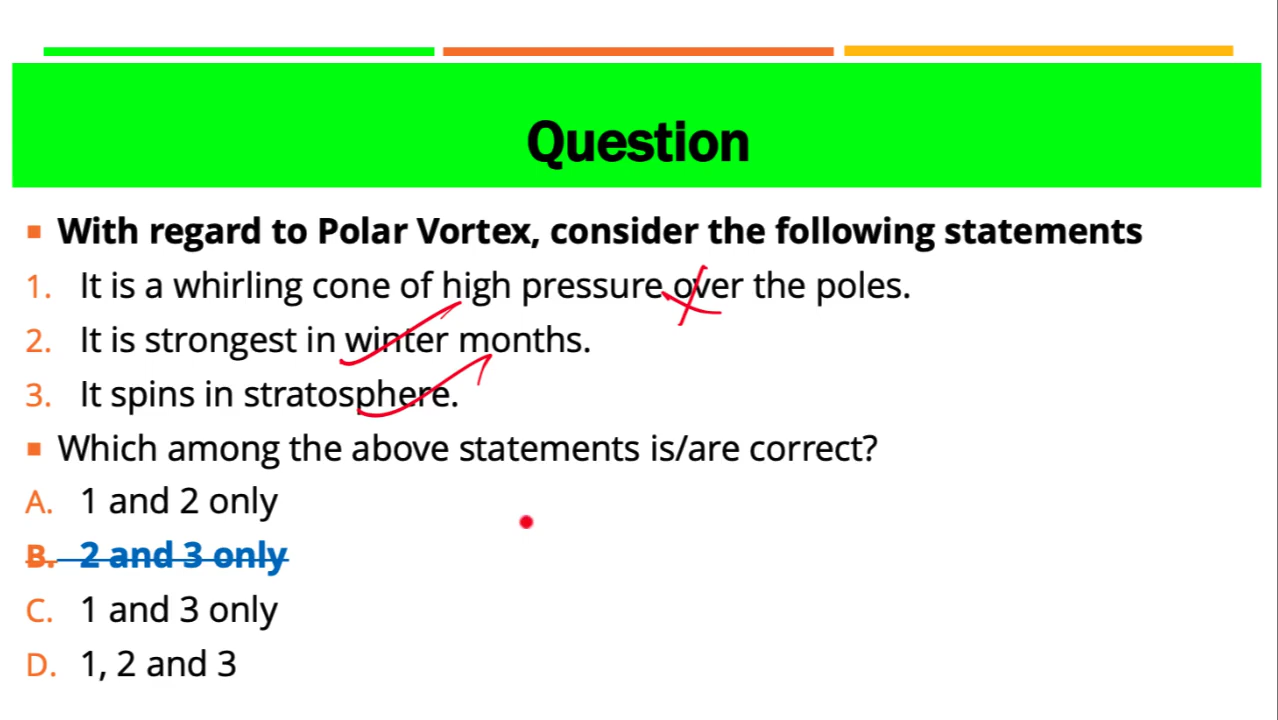 Question
With regard to Polar Vortex, consider the following statements
1. It is a whirling cone of high pressure over the poles.
2. It is strongest in winter months.
3. It spins in stratosphere.
Which among the above statements is/are correct?
A. 1 and 2 only
B. 2 and 3 only
C. 1 and 3 only
D. 1, 2 and 3